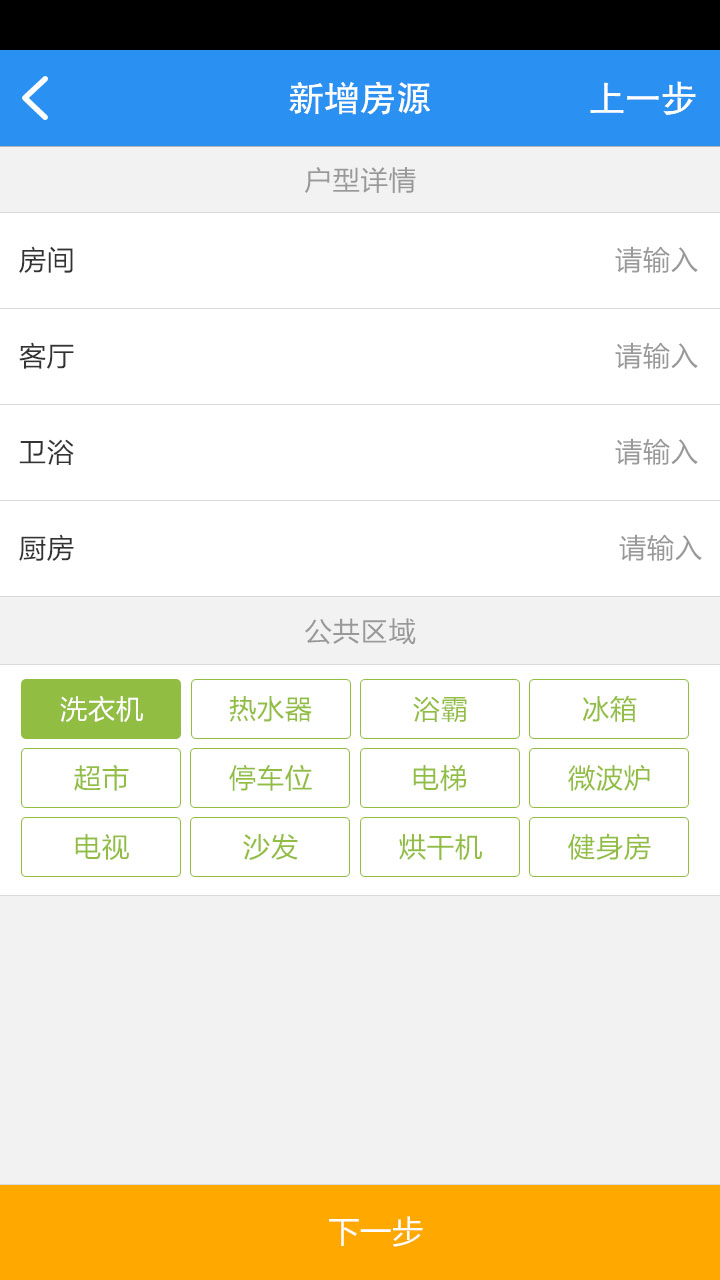 新增房源 上一步
户型详情
房间 请输入
客厅 请输入
卫浴 请输入
厨房 请输入
公共区域
洗衣机 热水器 浴霸 冰箱
超市 停车位 电梯 微波炉
电视 沙发 烘干机 健身房
下一步